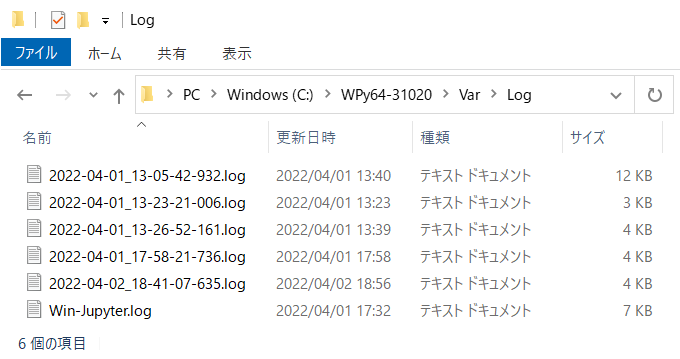 Log
ファイル ホーム 共有 表示
PC Windows (C:) WPy64-31020 Var Log
名前 更新日時 種類 サイズ
2022-04-01_13-05-42-932.log 2022/04/01 13:40 テキスト ドキュメント 12 KB
2022-04-01_13-23-21-006.log 2022/04/01 13:23 テキスト ドキュメント 3 KB
2022-04-01_13-26-52-161.log 2022/04/01 13:39 テキスト ドキュメント 4 KB
2022-04-01_17-58-21-736.log 2022/04/01 17:58 テキスト ドキュメント 4 KB
2022-04-02_18-41-07-635.log 2022/04/02 18:56 テキスト ドキュメント 4 KB
Win-Jupyter.log 2022/04/01 17:32 テキスト ドキュメント 7 KB
6 個の項目